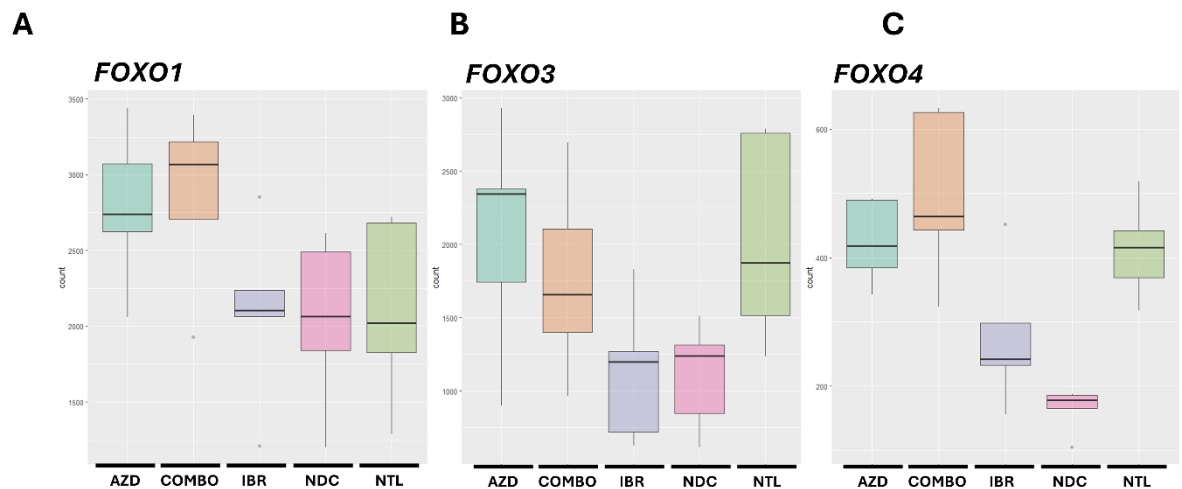 A
B
C
FOXO1
FOXO3
FOXO4
3500
3000
2500
2000
1500
count
AZD COMBO IBR NDC NTL
3000
2500
2000
1500
1000
count
AZD COMBO IBR NDC NTL
600
400
200
count
AZD COMBO IBR NDC NTL